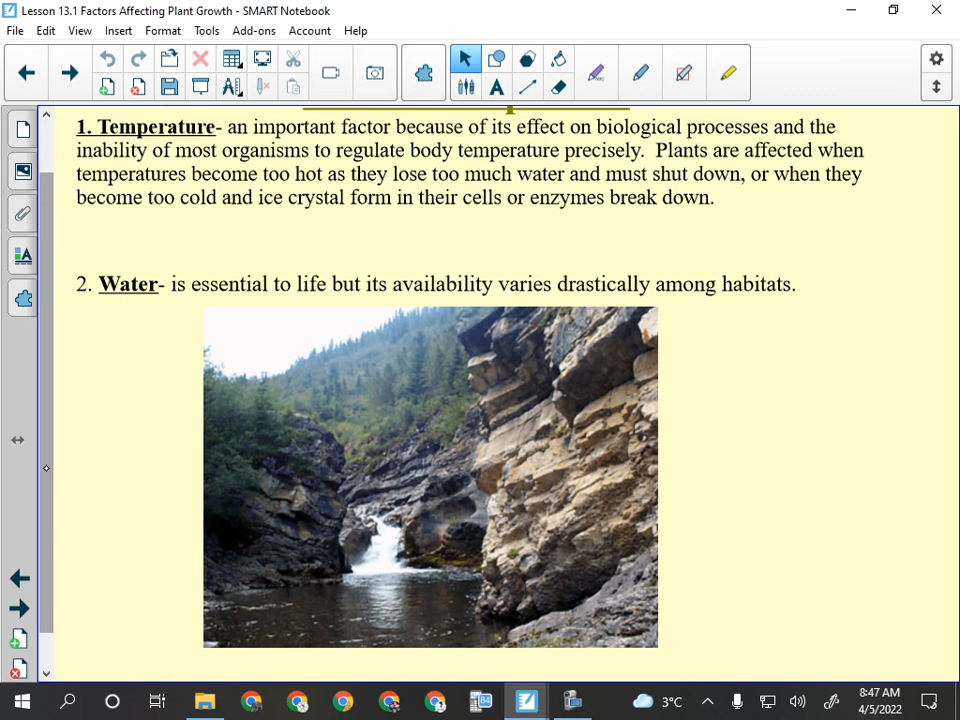 Lesson 13.1 Factors Affecting Plant Growth - SMART Notebook
File Edit View Insert Format Tools Add-ons Account Help
1. Temperature- an important factor because of its effect on biological processes and the
inability of most organisms to regulate body temperature precisely. Plants are affected when
temperatures become too hot as they lose too much water and must shut down, or when they
become too cold and ice crystal form in their cells or enzymes break down.
2. Water- is essential to life but its availability varies drastically among habitats.
3°C
8:47 AM
4/5/2022